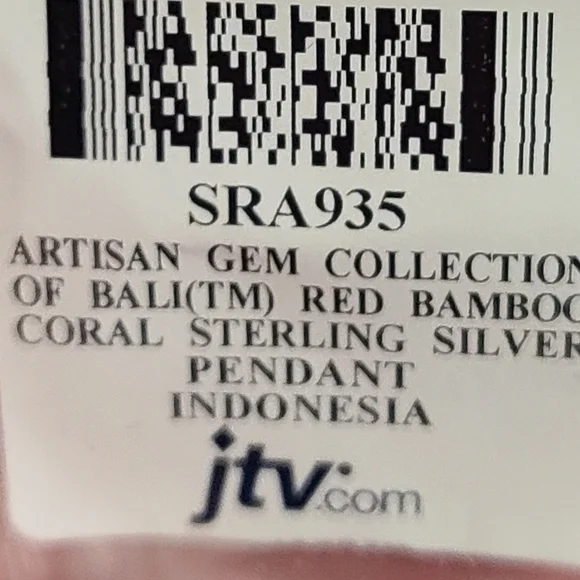 SRA935
ARTISAN GEM COLLECTION
OF BALI(TM) RED BAMBOO
CORAL STERLING SILVER
PENDANT
INDONESIA
jtv.com